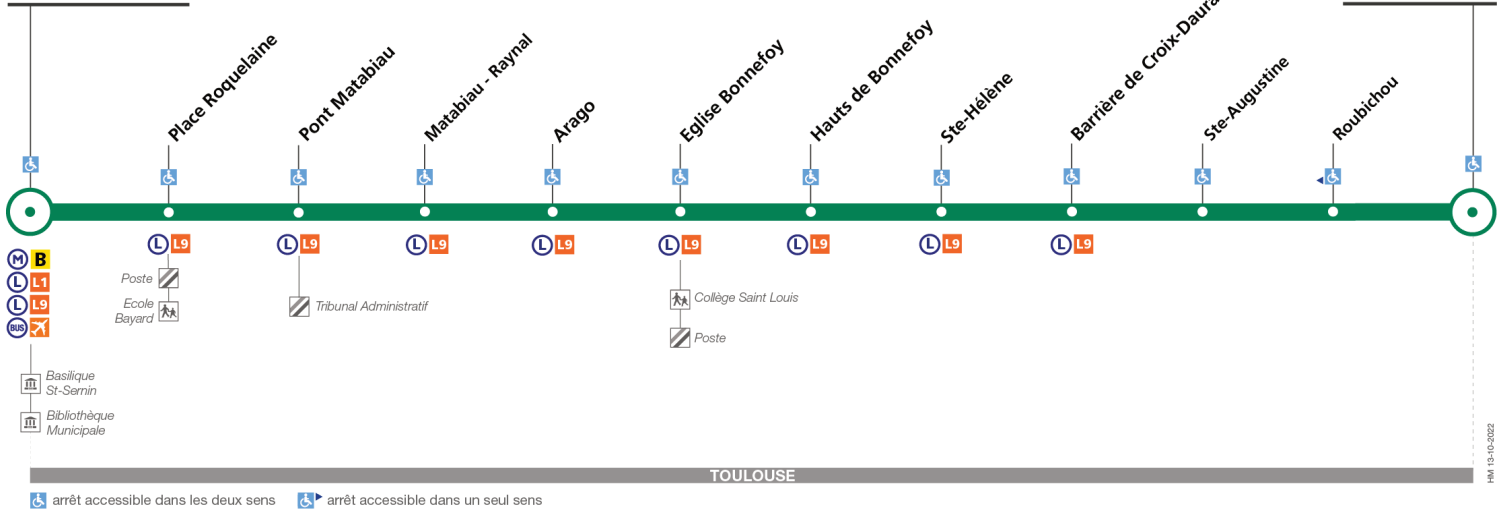 Place Roquelaine
Pont Matabiau
Matabiau - Raynal
Arago
Eglise Bonnefoy
Hauts de Bonnefoy
Ste-Hélène
Barrière de
Ste-Augustine
Roubichou
M B
L L1
L L9
BUS
L L9
L L9
L L9
L L9
L L9
L L9
L L9
L L9
Poste
Ecole
Bayard
Tribunal Administratif
Collège Saint Louis
Poste
Basilique
St-Sernin
Bibliothèque
Municipale
HM 13-10-2022
TOULOUSE
arrêt accessible dans les deux sens
arrêt accessible dans un seul sens